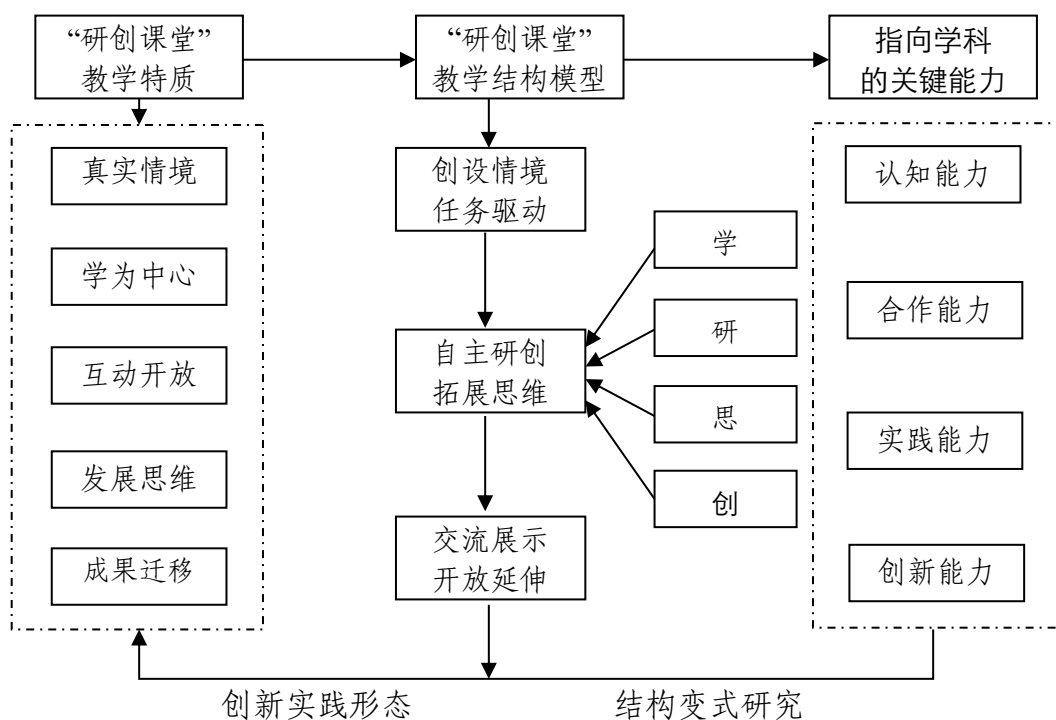 “研创课堂”
教学特质
“研创课堂”
教学结构模型
指向学科
的关键能力
真实情境
学为中心
互动开放
发展思维
成果迁移
创设情境
任务驱动
自主研创
拓展思维
交流展示
开放延伸
学
研
思
创
认知能力
合作能力
实践能力
创新能力
创新实践形态
结构变式研究